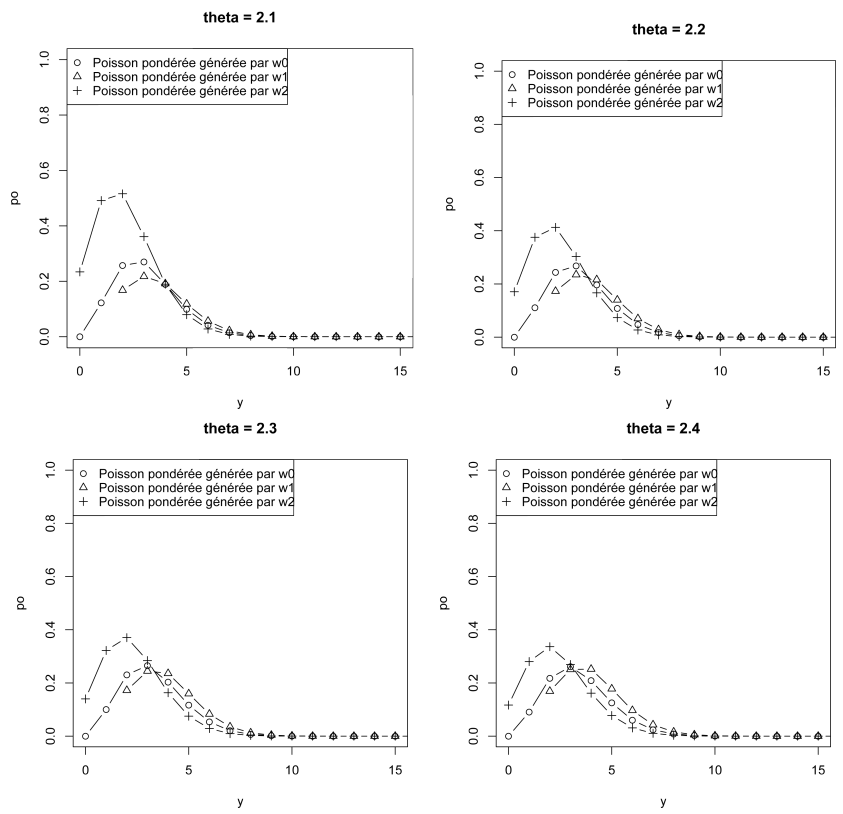 theta = 2.1
Poisson pondérée générée par w0
Poisson pondérée générée par w1
Poisson pondérée générée par w2
po
0.0 0.2 0.4 0.6 0.8 1.0
0 5 10 15
y
theta = 2.2
Poisson pondérée générée par w0
Poisson pondérée générée par w1
Poisson pondérée générée par w2
po
0.0 0.2 0.4 0.6 0.8 1.0
0 5 10 15
y
theta = 2.3
Poisson pondérée générée par w0
Poisson pondérée générée par w1
Poisson pondérée générée par w2
po
0.0 0.2 0.4 0.6 0.8 1.0
0 5 10 15
y
theta = 2.4
Poisson pondérée générée par w0
Poisson pondérée générée par w1
Poisson pondérée générée par w2
po
0.0 0.2 0.4 0.6 0.8 1.0
0 5 10 15
y